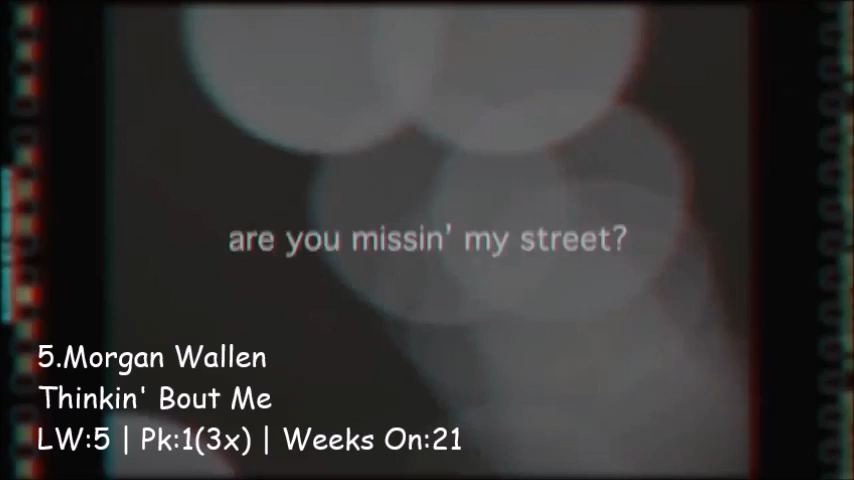 are you missin' my street?
5.Morgan Wallen
Thinkin' Bout Me
LW:5 | Pk:1(3x) | Weeks On:21